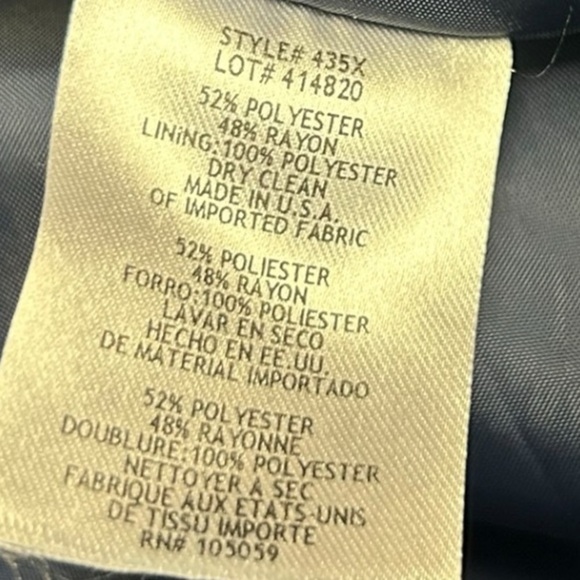 STYLE# 435X
LOT# 414820
52% POLYESTER
48% RAYON
LINING:100% POLYESTER
DRY CLEAN
MADE IN U.S.A.
OF IMPORTED FABRIC
52% POLIESTER
48% RAYON
FORRO:100% POLIESTER
LAVAR EN SECO
HECHO EN EE.UU.
DE MATERIAL IMPORTADO
52% POLYESTER
48% RAYONNE
DOUBLURE:100% POLYESTER
NETTOYER A SEC
FABRIQUE AUX ETATS-UNIS
DE TISSU IMPORTE
RN# 105059